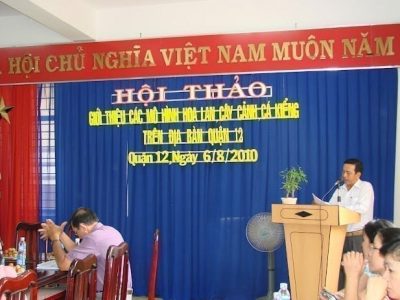 Ã HỘI CHỦ NGHĨA VIỆT NAM MUÔN NĂM
HỘI THẢO
GIỚI THIỆU CÁC MÔ HÌNH HOA LAN CÂY CẢNH CÁ KIỂNG
TRÊN ĐỊA BÀN QUẬN 12
Quận 12, Ngày 6/8/2010